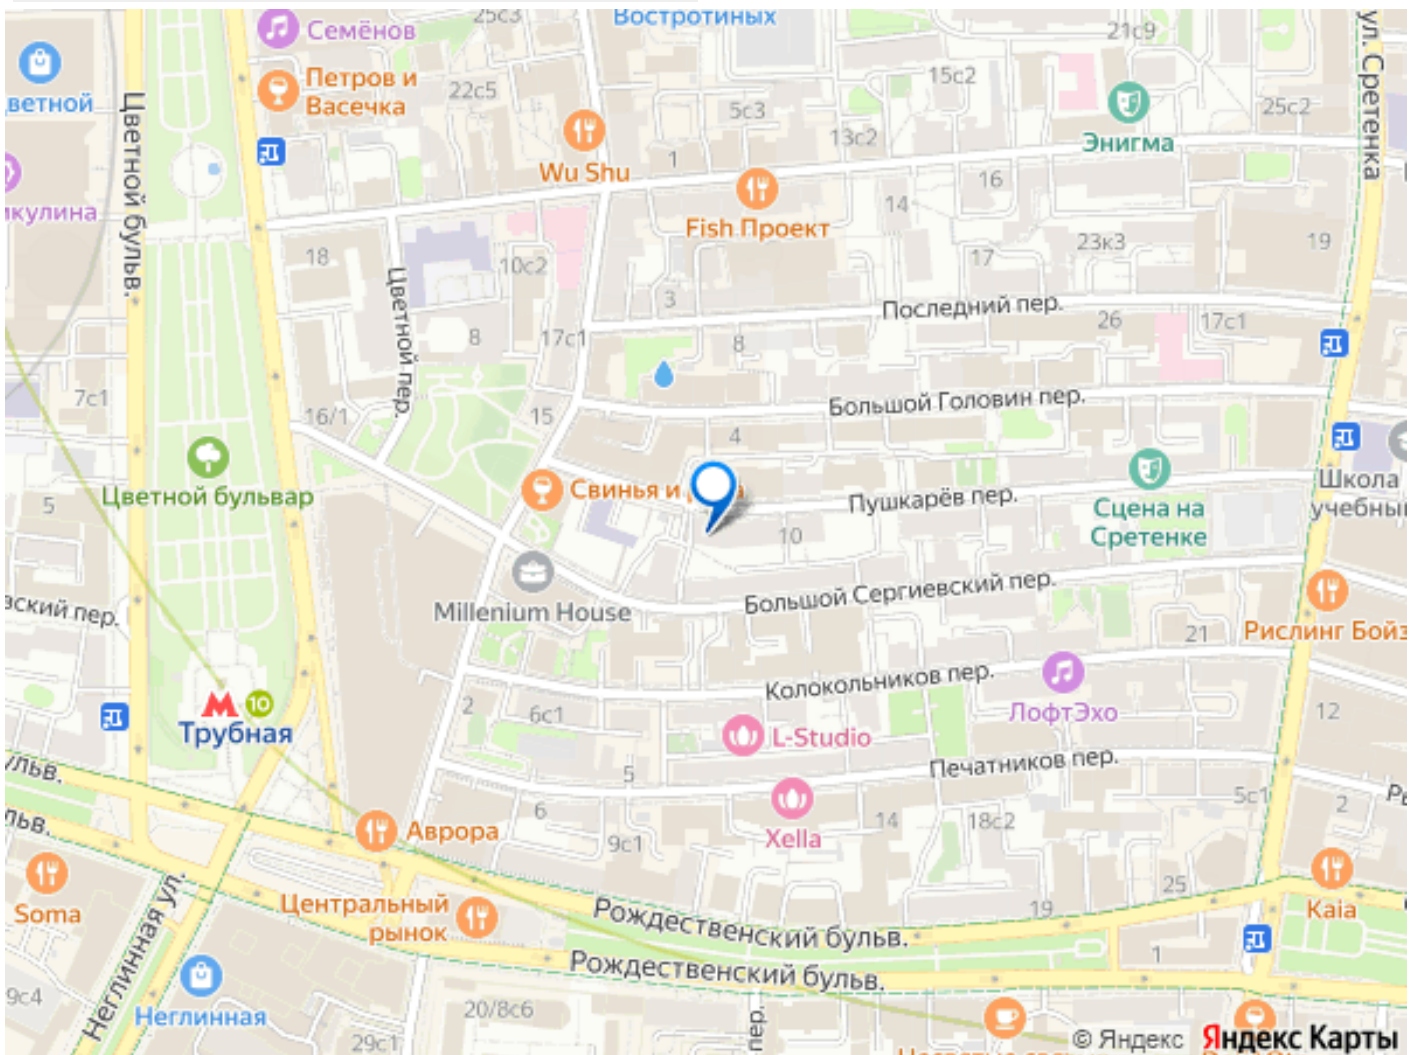 25с3
Востротиных
21с9
Семёнов
Петров и
Васечка
22с5
15с2
5с3
25с2
ул. Сретенка
ветной
Цветной бульв.
13с2
Энигма
Wu Shu
1
16
икулина
Fish Проект
14
23к3
19
18
10с2
17
Цветной пер.
3
Последний пер.
26
17с1
8
17с1
8
7с1
16/1
15
Большой Головин пер.
4
Цветной бульвар
5
Свинья и
Пушкарёв пер.
Сцена на
Сретенке
Школа
10
Millenium House
Большой Сергиевский пер.
вский пер.
21
Рислинг Бойз
Колокольников пер.
10
Трубная
2
6с1
ЛофтЭхо
12
L-Studio
5
Печатников пер.
ульв.
5с1
2
6
Xella
14
18с2
Аврора
9с1
льв.
25
Soma
Центральный
рынок
19
Kaia
Рождественский бульв.
1
Рождественский бульв.
Неглинная ул.
9с4
Неглинная
20/8с6
29с1
пер.
© Яндекс Яндекс Карты